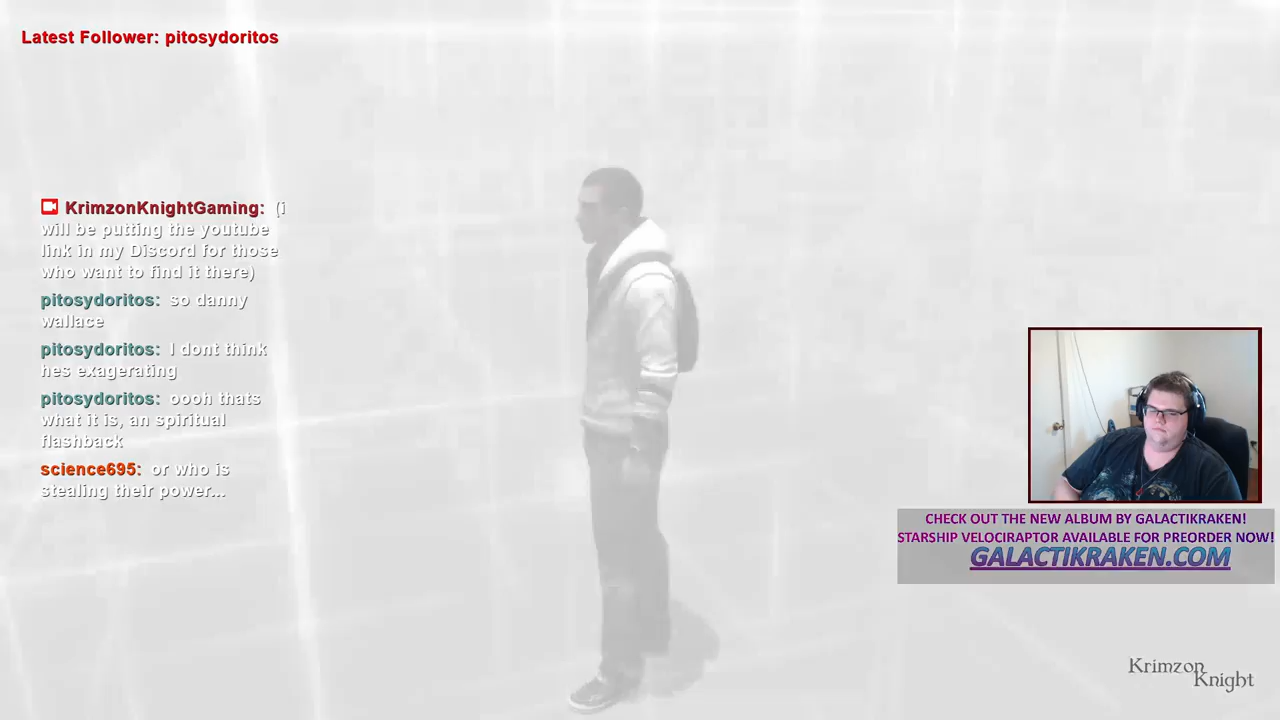 Latest Follower: pitosydoritos
KrimzonKnightGaming: (i
will be putting the youtube
link in my Discord for those
who want to find it there)
pitosydoritos: so danny
wallace
pitosydoritos: I dont think
hes exagerating
pitosydoritos: oooh thats
what it is, an spiritual
flashback
science695: or who is
stealing their power...
CHECK OUT THE NEW ALBUM BY GALACTIKRAKEN!
STARSHIP VELOCIRAPTOR AVAILABLE FOR PREORDER NOW!
GALACTIKRAKEN.COM
Krimzon
Knight